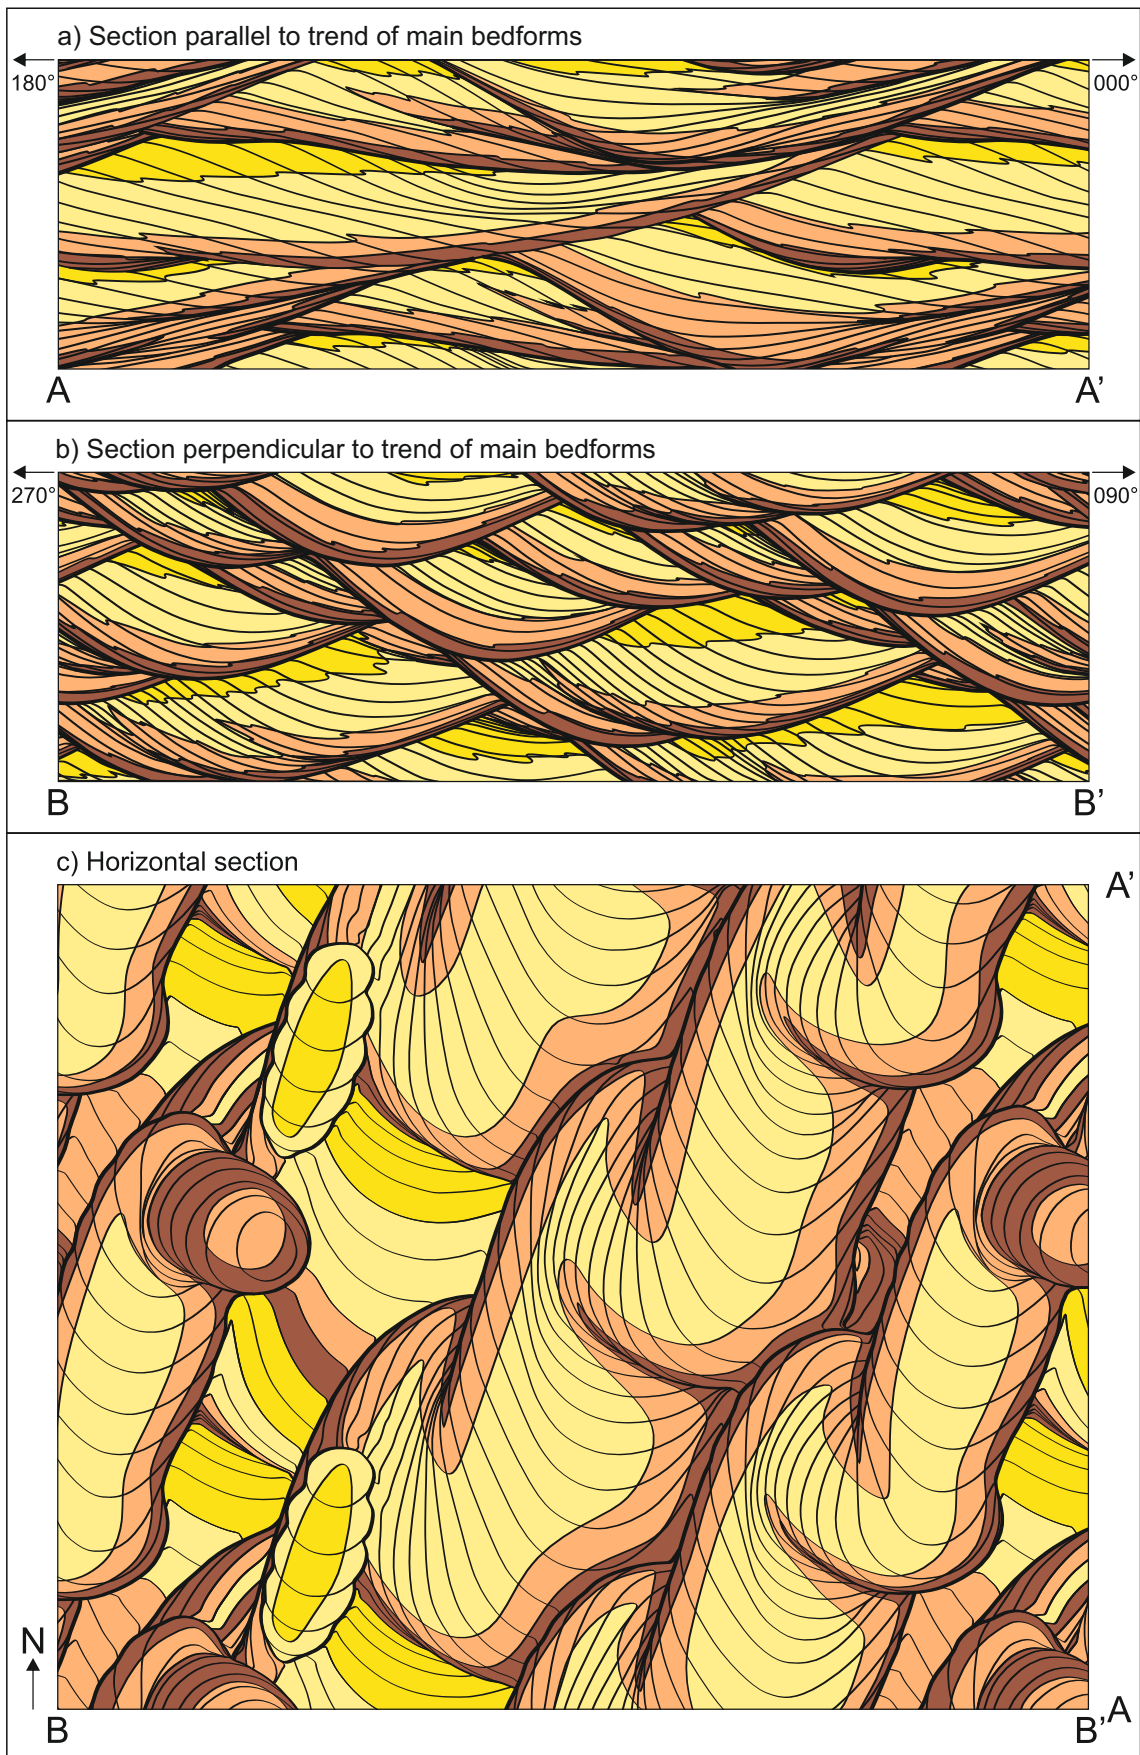 a) Section parallel to trend of main bedforms
180°
000°
A
A’
b) Section perpendicular to trend of main bedforms
270°
090°
B
B’
c) Horizontal section
A’
N
B
B’
A